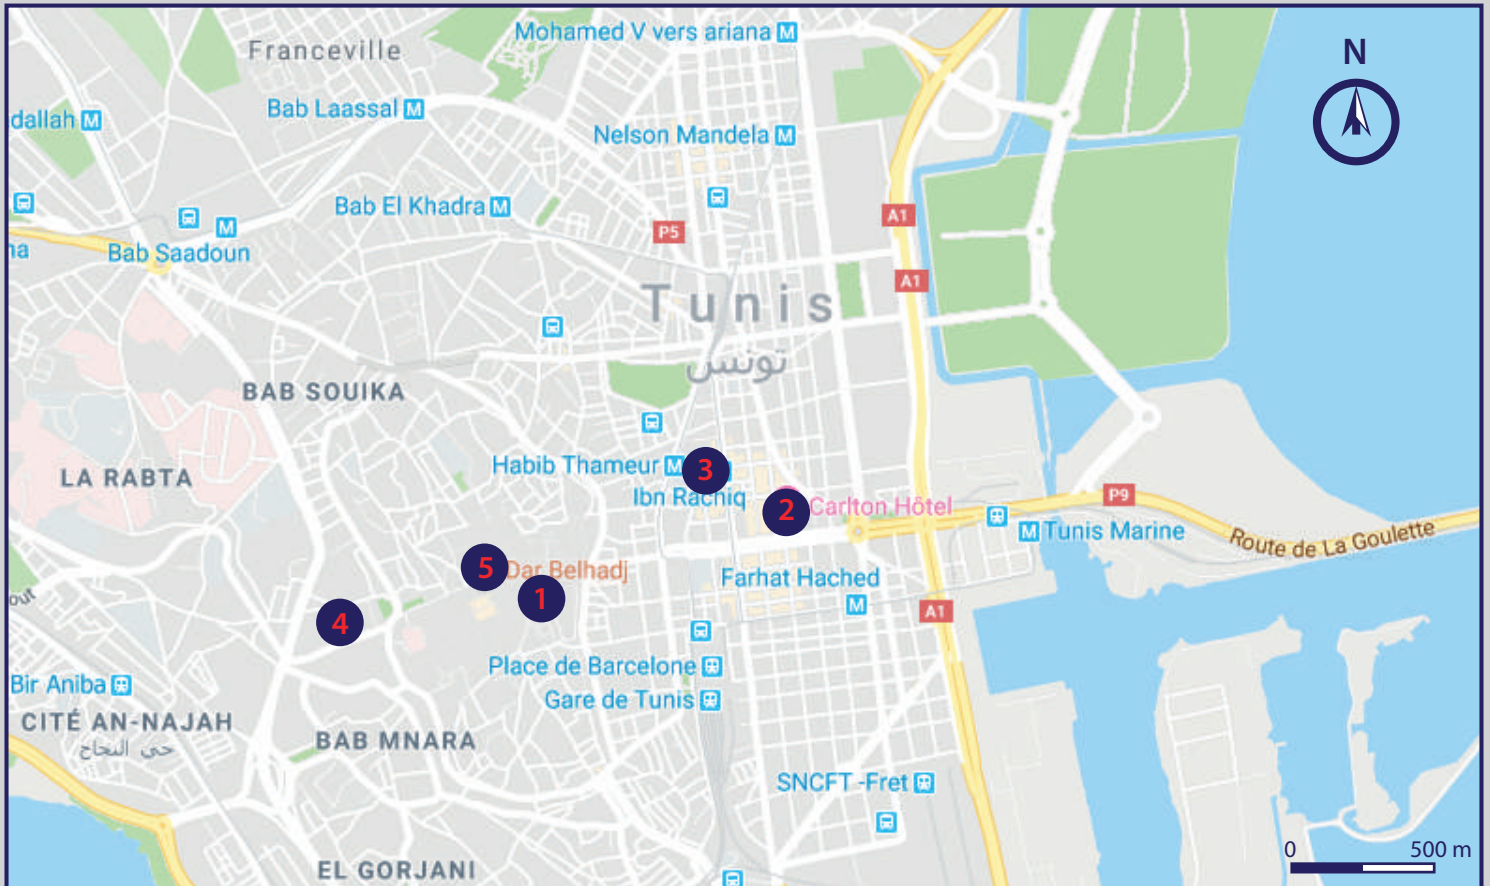 Mohamed V vers ariana M
N
Franceville
Bab Laassal M
dallah M
Nelson Mandela M
Bab El Khadra M
P5
A1
M
na
Bab Saadoun
A1
Tunis
تونس
BAB SOUIKA
LA RABTA
Habib Thameur M
3
Ibn Rachiq
2
Carlton Hôtel
P9
M Tunis Marine
Route de La Goulette
5
Dar Belhadj
1
Farhat Hached
M
A1
out
4
Place de Barcelone
Bir Aniba
Gare de Tunis
CITÉ AN-NAJAH
حي النجاح
BAB MNARA
SNCFT -Fret
0 500 m
EL GORJANI